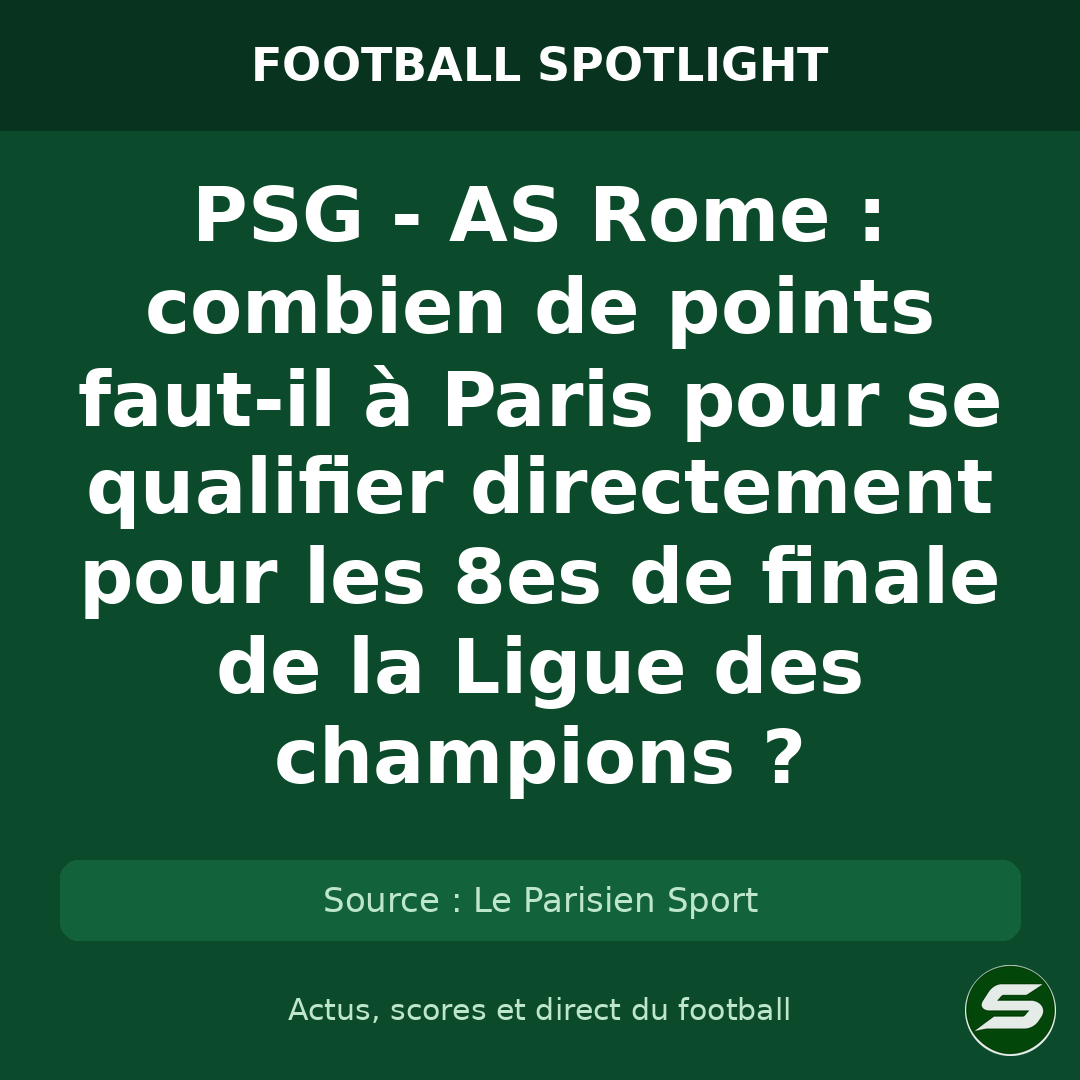 FOOTBALL SPOTLIGHT
PSG - AS Rome :
combien de points
faut-il à Paris pour se
qualifier directement
pour les 8es de finale
de la Ligue des
champions ?
Source : Le Parisien Sport
Actus, scores et direct du football
S